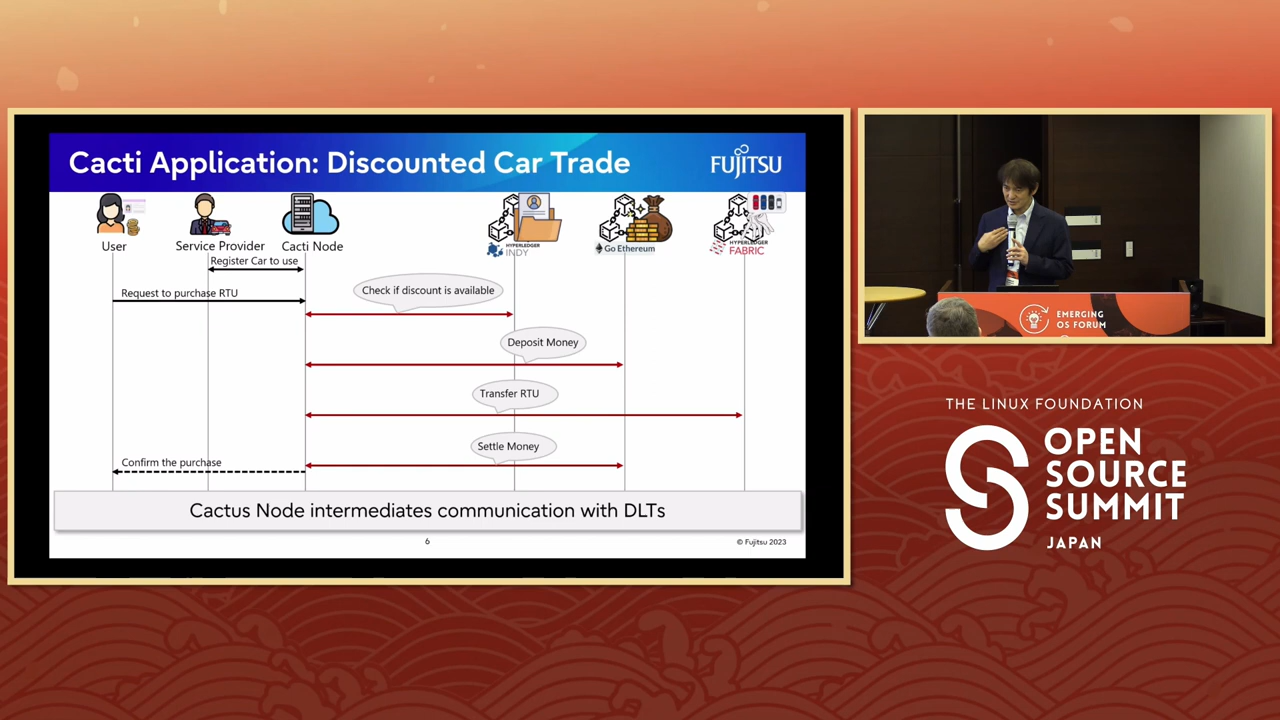 Cacti Application: Discounted Car Trade
FUJITSU
User
Service Provider
Cacti Node
HYPERLEDGER
INDY
Go Ethereum
HYPERLEDGER
FABRIC
Register Car to use
Request to purchase RTU
Check if discount is available
Deposit Money
Transfer RTU
Settle Money
Confirm the purchase
Cactus Node intermediates communication with DLTs
6
© Fujitsu 2023
EMERGING
OS FORUM
THE LINUX FOUNDATION
OPEN
SOURCE
SUMMIT
JAPAN